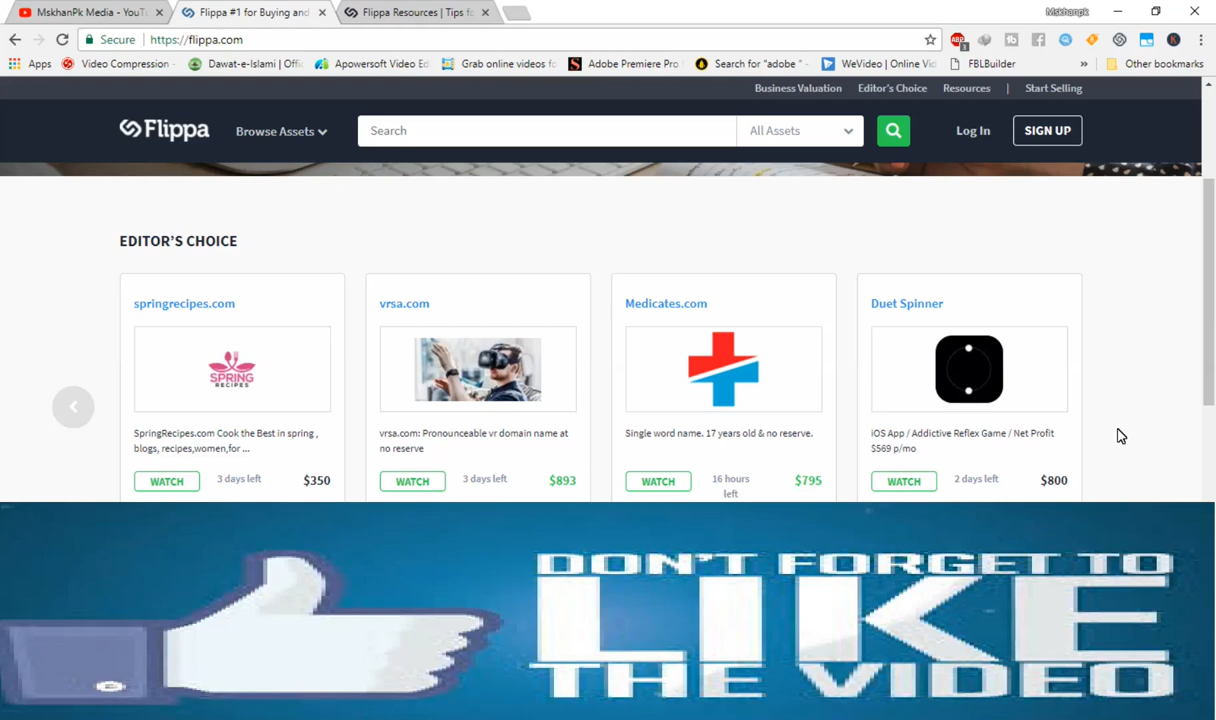 MskhanPk Media - YouTu
Flippa #1 for Buying and
Flippa Resources | Tips fo
Mskhanpk
Secure
https://flippa.com
Apps
Video Compression
Dawat-e-Islami | Offic
Apowersoft Video Edi
Grab online videos fo
Adobe Premiere Pro
Search for "adobe "
WeVideo | Online Vid
FBLBuilder
»
Other bookmarks
Business Valuation
Editor's Choice
Resources
|
Start Selling
Flippa
Browse Assets
Search
All Assets
Log In
SIGN UP
EDITOR'S CHOICE
springrecipes.com
vrsa.com
Medicates.com
Duet Spinner
SPRING
RECIPES
SpringRecipes.com Cook the Best in spring ,
blogs, recipes,women,for ...
vrsa.com: Pronounceable vr domain name at
no reserve
Single word name. 17 years old & no reserve.
iOS App / Addictive Reflex Game / Net Profit
$569 p/mo
WATCH
3 days left
$350
WATCH
3 days left
$893
WATCH
16 hours
left
$795
WATCH
2 days left
$800
DON'T FORGET TO
LIKE
THE VIDEO